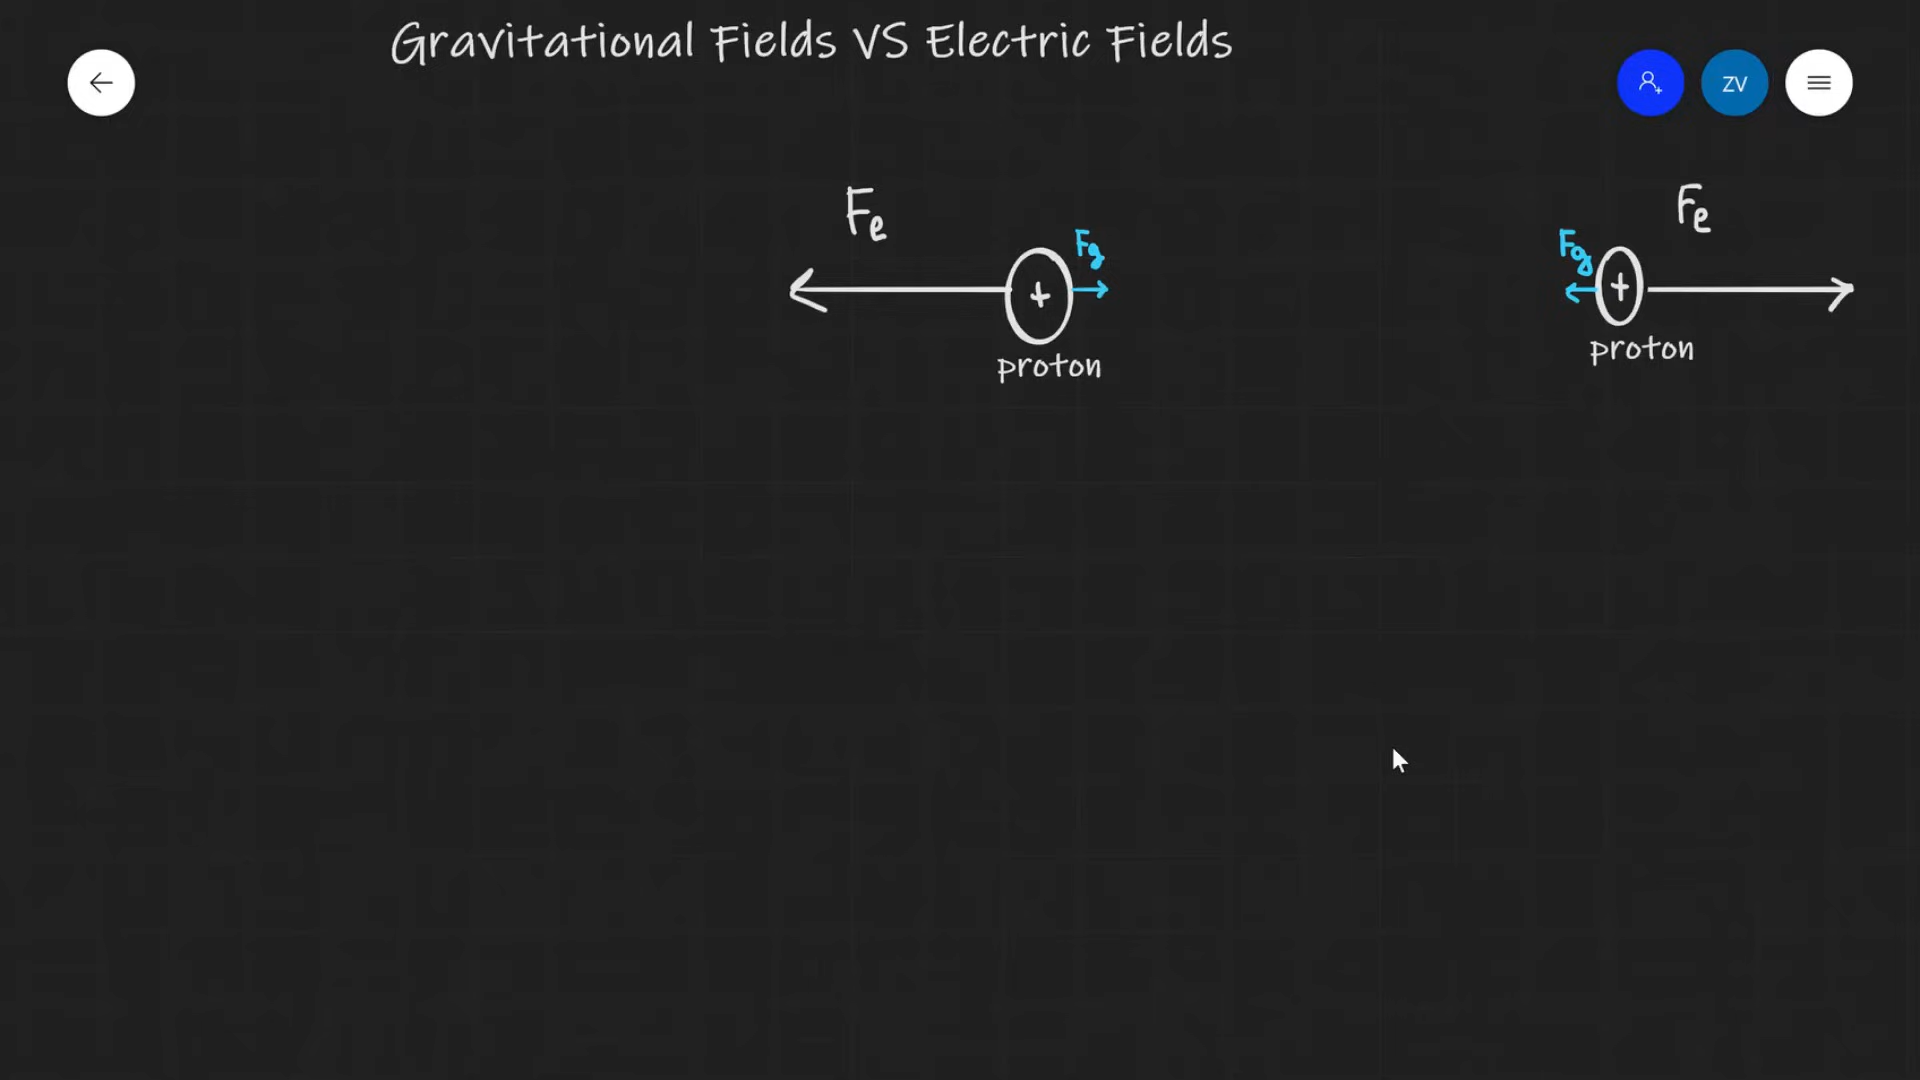 Gravitational Fields VS Electric Fields
ZV
Fe
Fg
proton
Fg
Fe
proton